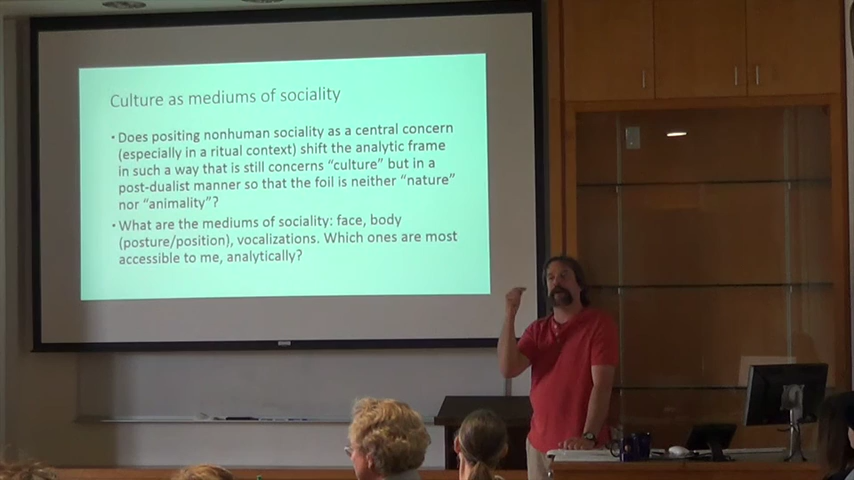 Culture as mediums of sociality
• Does positing nonhuman sociality as a central concern
(especially in a ritual context) shift the analytic frame
in such a way that is still concerns “culture” but in a
post-dualist manner so that the foil is neither “nature”
nor “animality”?
• What are the mediums of sociality: face, body
(posture/position), vocalizations. Which ones are most
accessible to me, analytically?